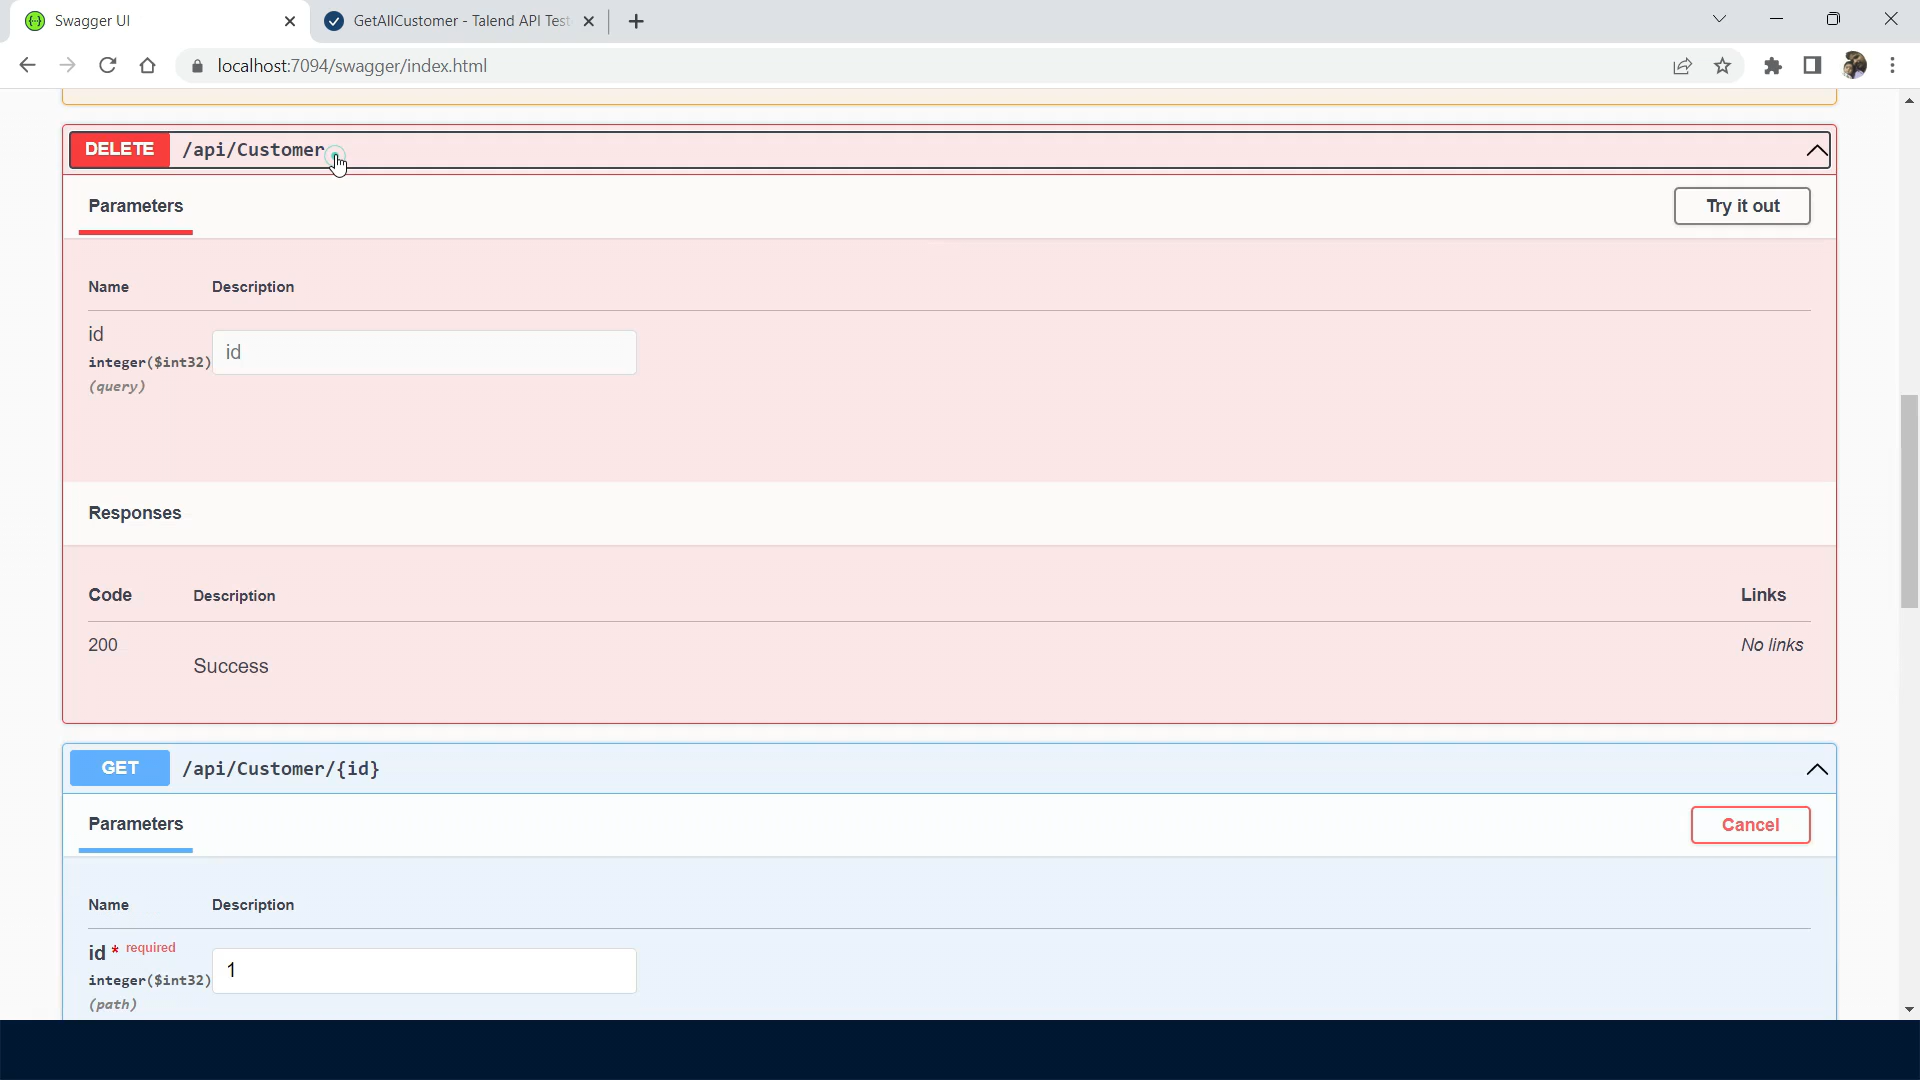 Swagger UI
GetAllCustomer - Talend API Test
localhost:7094/swagger/index.html
DELETE /api/Customer
Parameters
Try it out
Name Description
id
integer($int32)
(query)
id
Responses
Code Description Links
200 No links
Success
GET /api/Customer/{id}
Parameters
Cancel
Name Description
id * required
integer($int32)
(path)
1